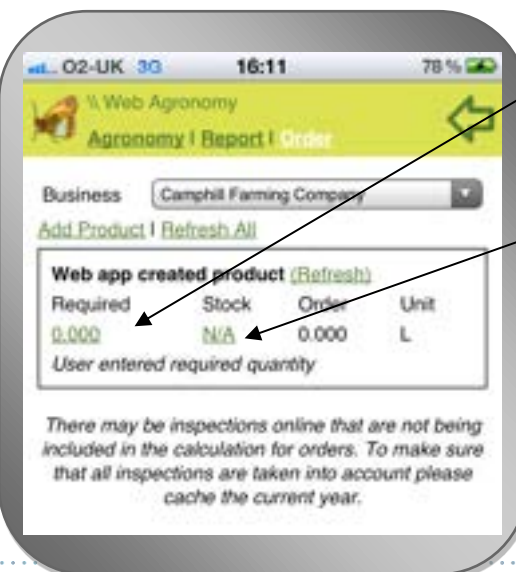 O2-UK 3G 16:11 78 %
\\ Web Agronomy
Agronomy | Report | Order
Business Camphill Farming Company
Add Product | Refresh All
Web app created product (Refresh)
Required Stock Order Unit
0.000 N/A 0.000 L
User entered required quantity
There may be inspections online that are not being
included in the calculation for orders. To make sure
that all inspections are taken into account please
cache the current year.